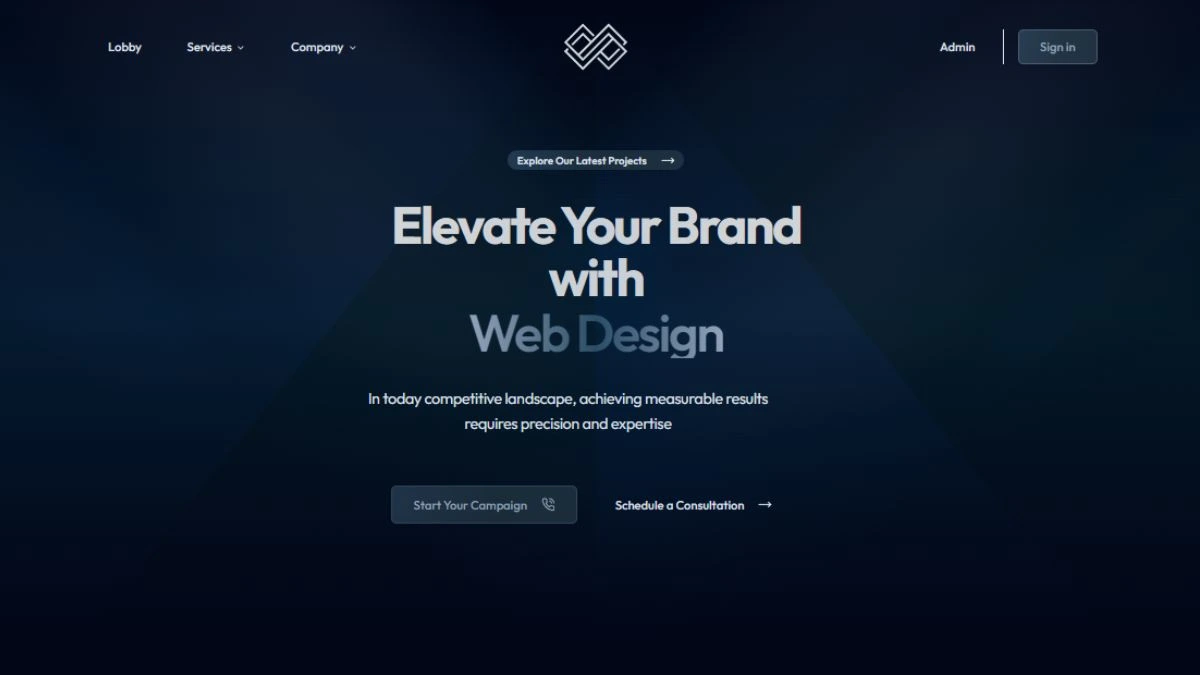 Lobby
Services
Company
Admin
Sign in
Explore Our Latest Projects
Elevate Your Brand
with
Web Design
In today competitive landscape, achieving measurable results
requires precision and expertise
Start Your Campaign
Schedule a Consultation